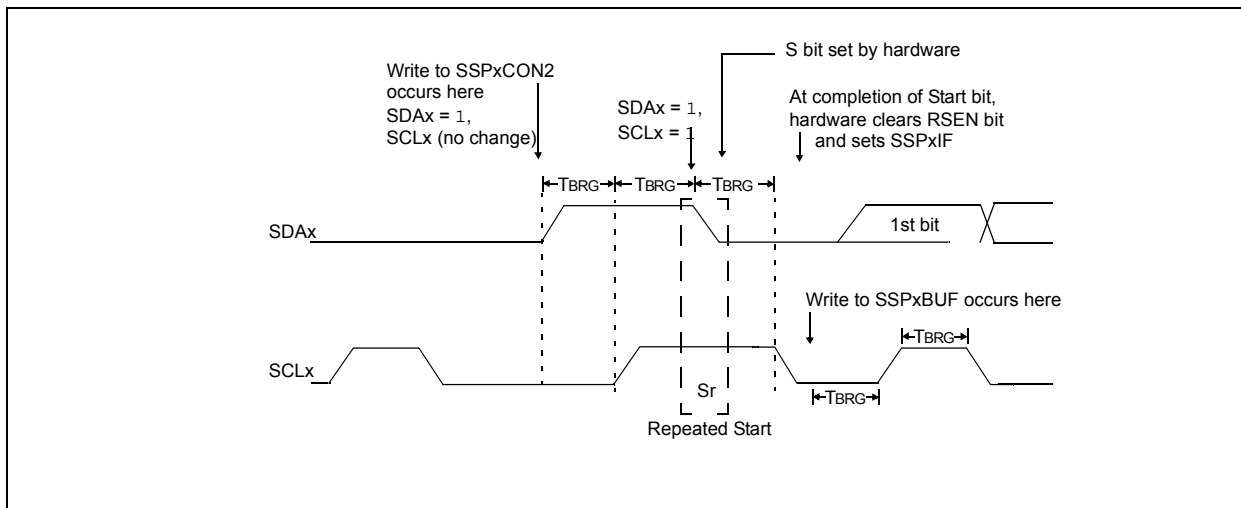 S bit set by hardware
Write to SSPxCON2
occurs here
SDAx = 1,
SCLx (no change)
SDAx = 1,
SCLx = 1
At completion of Start bit,
hardware clears RSEN bit
and sets SSPxIF
TBRG TBRG TBRG
SDAx
1st bit
Write to SSPxBUF occurs here
TBRG
SCLx
Sr
TBRG
Repeated Start